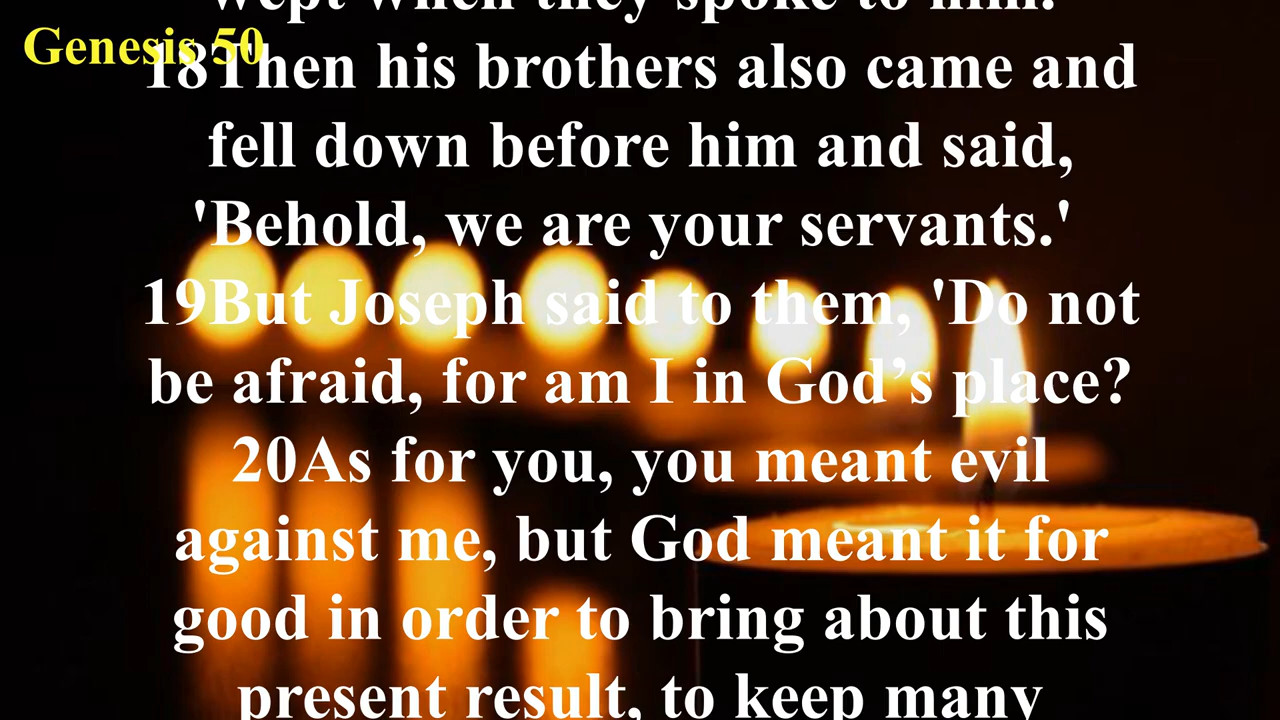 wept when they spoke to him.
Genesis 50
18Then his brothers also came and
fell down before him and said,
'Behold, we are your servants.'
19But Joseph said to them, 'Do not
be afraid, for am I in God’s place?
20As for you, you meant evil
against me, but God meant it for
good in order to bring about this
present result, to keep many